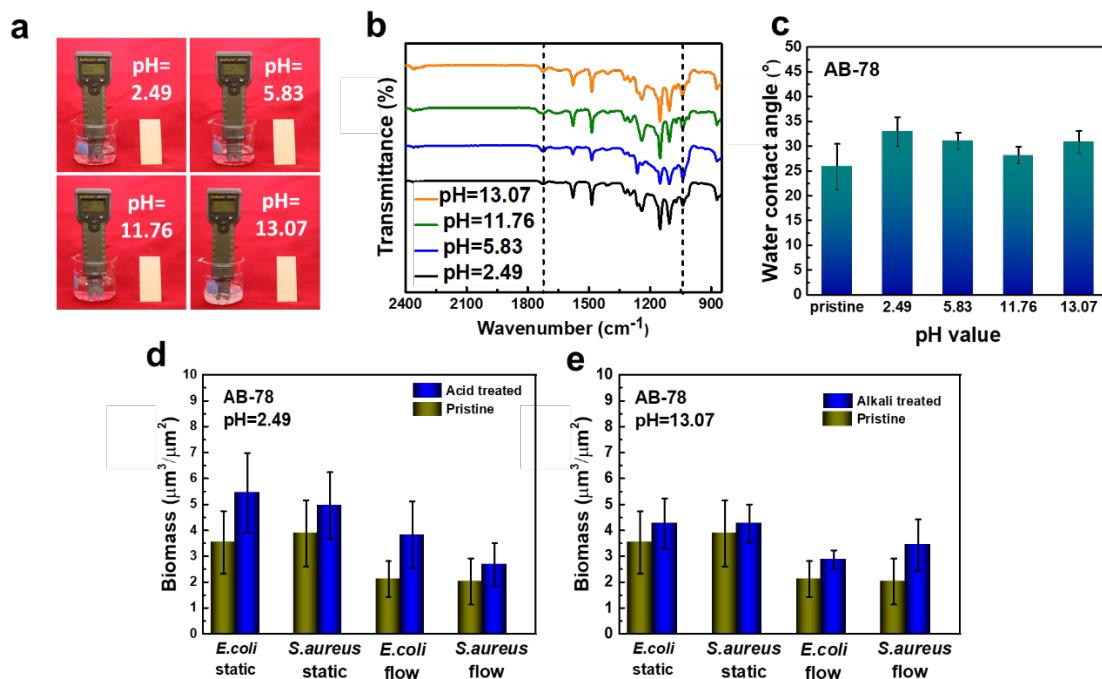 a
pH=
2.49
pH=
5.83
pH=
11.76
pH=
13.07
b
Transmittance (%)
pH=13.07
pH=11.76
pH=5.83
pH=2.49
2400 2100 1800 1500 1200 900
Wavenumber (cm⁻¹)
c
Water contact angle (°)
50
45
40
35
30
25
20
15
10
5
0
AB-78
pristine 2.49 5.83 11.76 13.07
pH value
d
Biomass (μm³/μm²)
10
9
8
7
6
5
4
3
2
1
0
AB-78
pH=2.49
Acid treated
Pristine
E.coli S.aureus E.coli S.aureus
static static flow flow
e
Biomass (μm³/μm²)
10
9
8
7
6
5
4
3
2
1
0
AB-78
pH=13.07
Alkali treated
Pristine
E.coli S.aureus E.coli S.aureus
static static flow flow